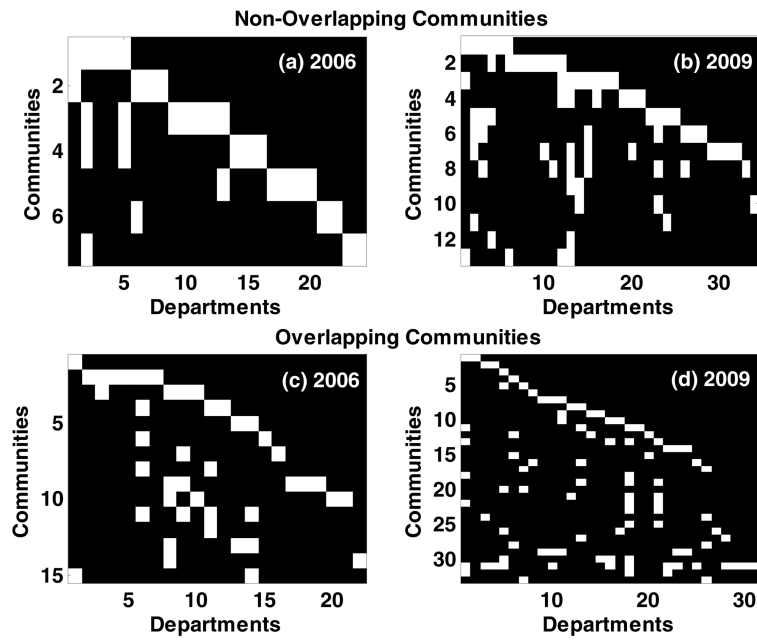 Non-Overlapping Communities
(a) 2006
(b) 2009
Communities
2
4
6
5
10
15
20
Departments
Communities
2
4
6
8
10
12
10
20
30
Departments
Overlapping Communities
(c) 2006
(d) 2009
Communities
5
10
15
5
10
15
20
Departments
Communities
5
10
15
20
25
30
10
20
30
Departments